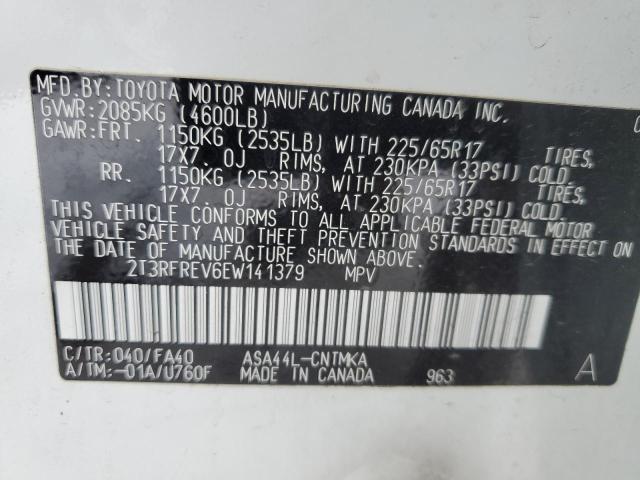 MFD.BY:TOYOTA MOTOR MANUFACTURING CANADA INC.
GVWR:2085KG (4600LB)
GAWR:FRT. 1150KG (2535LB) WITH 225/65R17 TIRES,
17X7.0J RIMS, AT 230KPA (33PSI) COLD.
RR. 1150KG (2535LB) WITH 225/65R17 TIRES,
17X7.0J RIMS, AT 230KPA (33PSI) COLD.
THIS VEHICLE CONFORMS TO ALL APPLICABLE FEDERAL MOTOR
VEHICLE SAFETY AND THEFT PREVENTION STANDARDS IN EFFECT ON
THE DATE OF MANUFACTURE SHOWN ABOVE.
2T3RFREV6EW141379 MPV
C/TR:040/FA40 ASA44L-CNTMKA
A/TM:-01A/U760F MADE IN CANADA 963 A